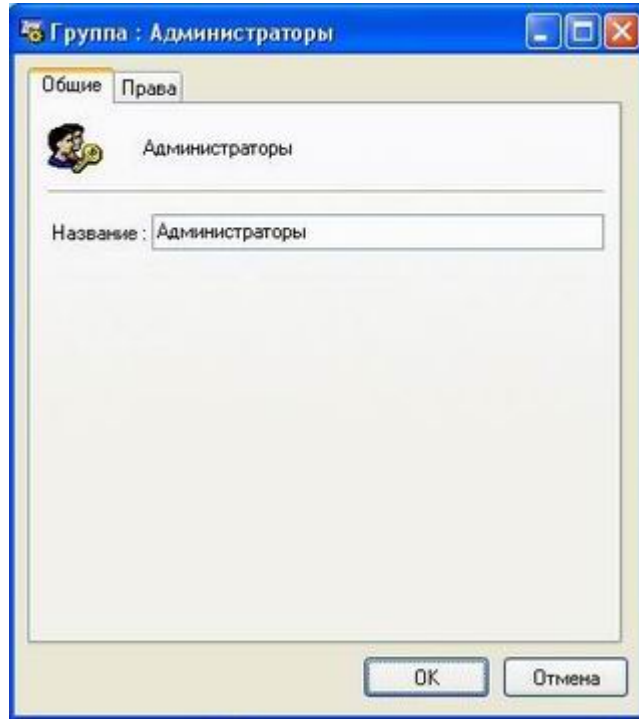 Группа : Администраторы
Общие Права
Администраторы
Название : Администраторы
OK Отмена